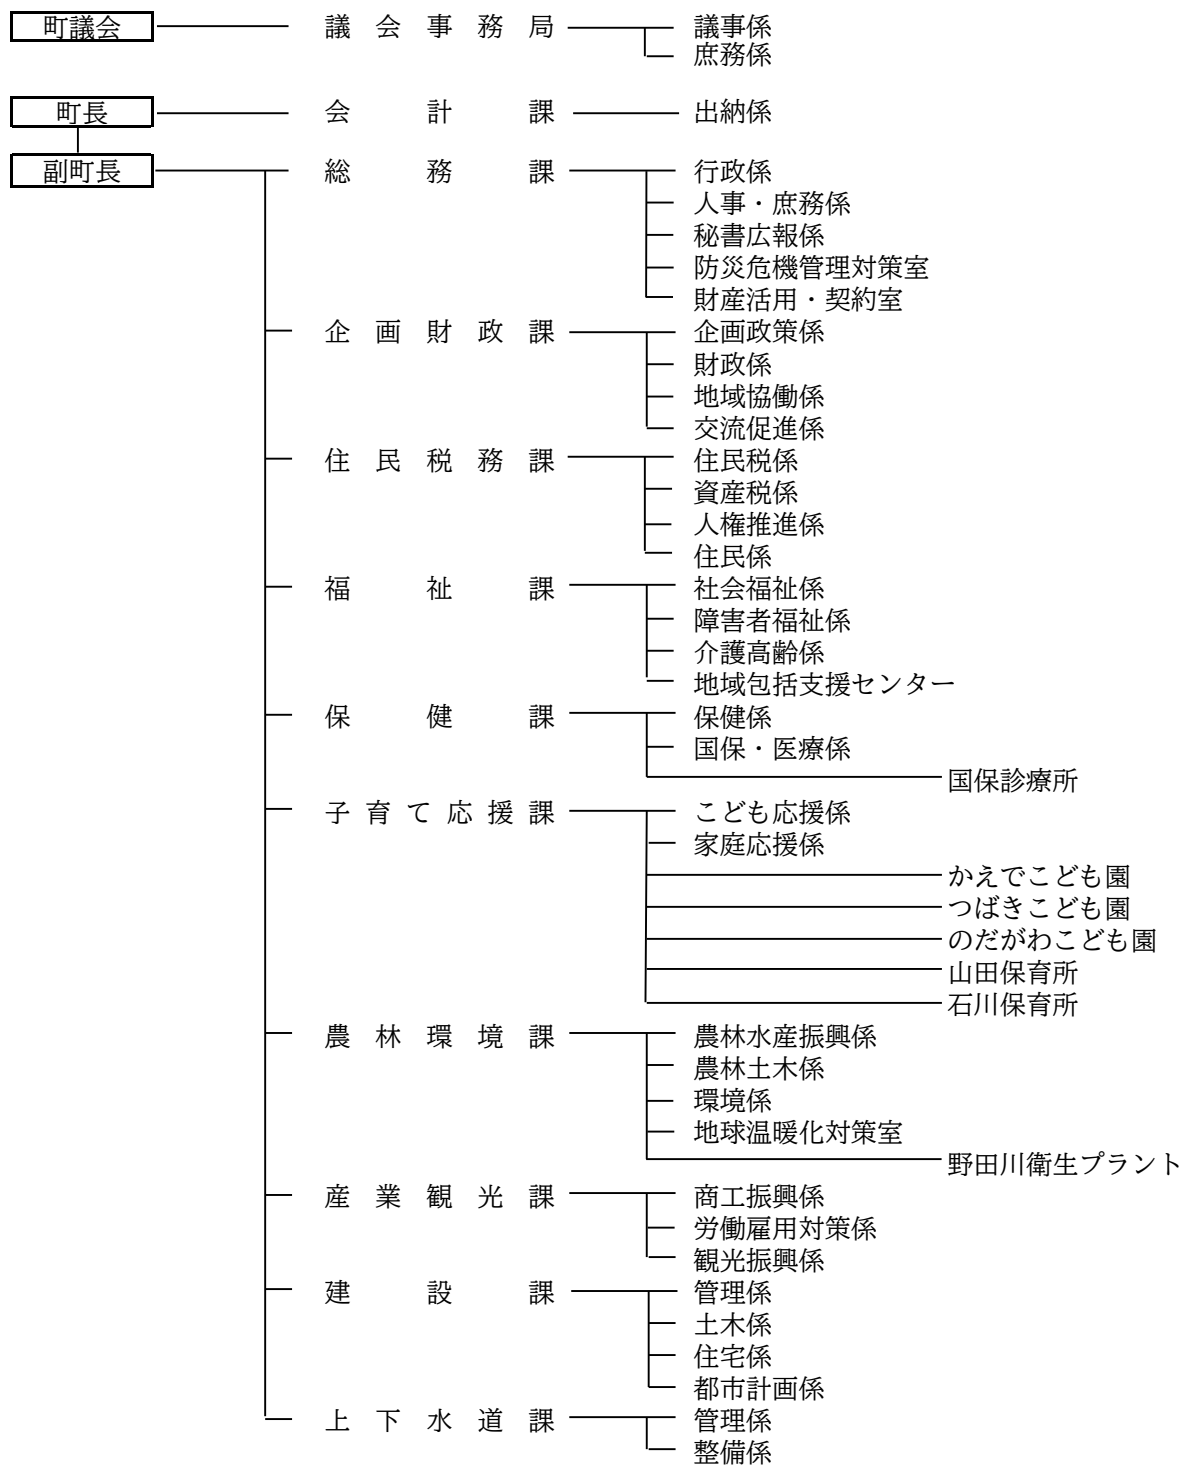 町議会 議会事務局 議事係
庶務係
町長 会計課 出納係
副町長 総務課 行政係
人事・庶務係
秘書広報係
防災危機管理対策室
財産活用・契約室
企画財政課 企画政策係
財政係
地域協働係
交流促進係
住民税務課 住民税係
資産税係
人権推進係
住民係
福祉課 社会福祉係
障害者福祉係
介護高齢係
地域包括支援センター
保健課 保健係
国保・医療係
国保診療所
子育て応援課 こども応援係
家庭応援係
かえでこども園
つばきこども園
のだがわこども園
山田保育所
石川保育所
農林環境課 農林水産振興係
農林土木係
環境係
地球温暖化対策室
野田川衛生プラント
産業観光課 商工振興係
労働雇用対策係
観光振興係
建設課 管理係
土木係
住宅係
都市計画係
上下水道課 管理係
整備係